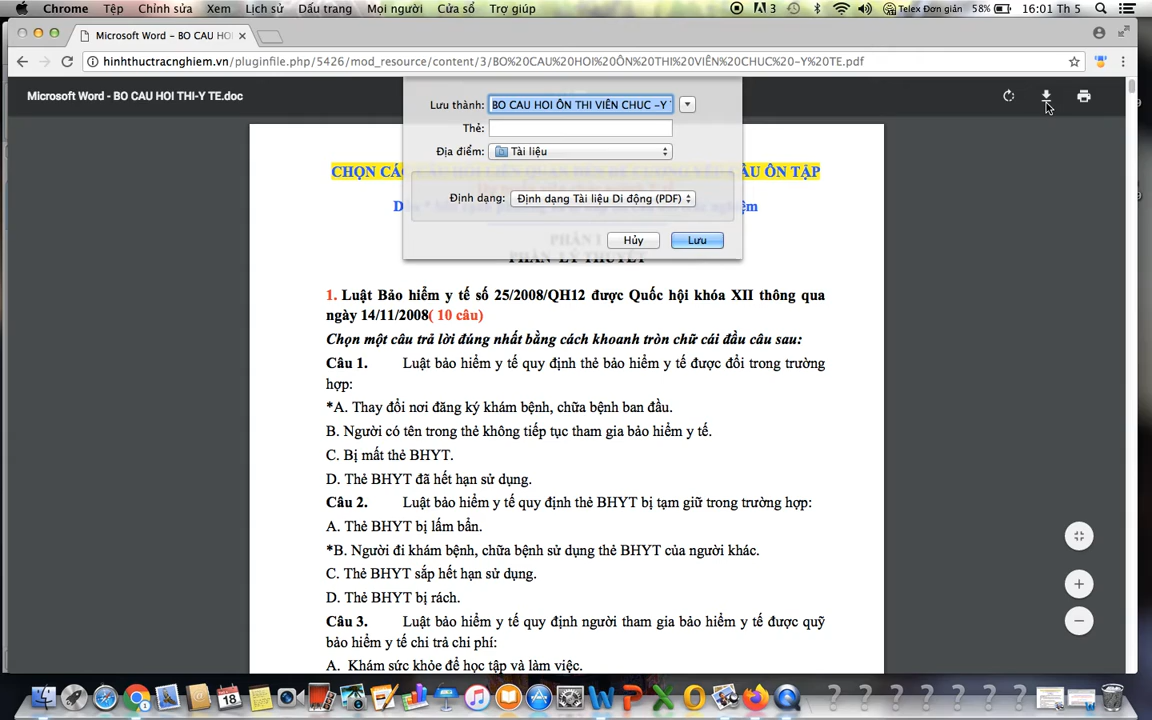 Chrome Tệp Chỉnh sửa Xem Lịch sử Dấu trang Mọi người Cửa sổ Trợ giúp 3 Telex Đơn giản 58% 16:01 Th 5
Microsoft Word - BO CAU HOI
hinhthuctracnghiem.vn/pluginfile.php/5426/mod_resource/content/3/BO%20CAU%20HOI%20ÔN%20THI%20VIÊN%20CHUC%20-Y%20TE.pdf
Microsoft Word - BO CAU HOI THI-Y TE.doc
Lưu thành: BO CAU HOI ÔN THI VIÊN CHUC -Y
Thẻ:
Địa điểm: Tài liệu
Định dạng: Định dạng Tài liệu Di động (PDF)
Hủy Lưu
CHỌN CÁ ẦU ÔN TẬP
PHẦN I
PHẦN LÝ THUYẾT
1. Luật Bảo hiểm y tế số 25/2008/QH12 được Quốc hội khóa XII thông qua
ngày 14/11/2008( 10 câu)
Chọn một câu trả lời đúng nhất bằng cách khoanh tròn chữ cái đầu câu sau:
Câu 1. Luật bảo hiểm y tế quy định thẻ bảo hiểm y tế được đổi trong trường
hợp:
*A. Thay đổi nơi đăng ký khám bệnh, chữa bệnh ban đầu.
B. Người có tên trong thẻ không tiếp tục tham gia bảo hiểm y tế.
C. Bị mất thẻ BHYT.
D. Thẻ BHYT đã hết hạn sử dụng.
Câu 2. Luật bảo hiểm y tế quy định thẻ BHYT bị tạm giữ trong trường hợp:
A. Thẻ BHYT bị lấm bẩn.
*B. Người đi khám bệnh, chữa bệnh sử dụng thẻ BHYT của người khác.
C. Thẻ BHYT sắp hết hạn sử dụng.
D. Thẻ BHYT bị rách.
Câu 3. Luật bảo hiểm y tế quy định người tham gia bảo hiểm y tế được quỹ
bảo hiểm y tế chi trả chi phí:
A. Khám sức khỏe để học tập và làm việc.
18